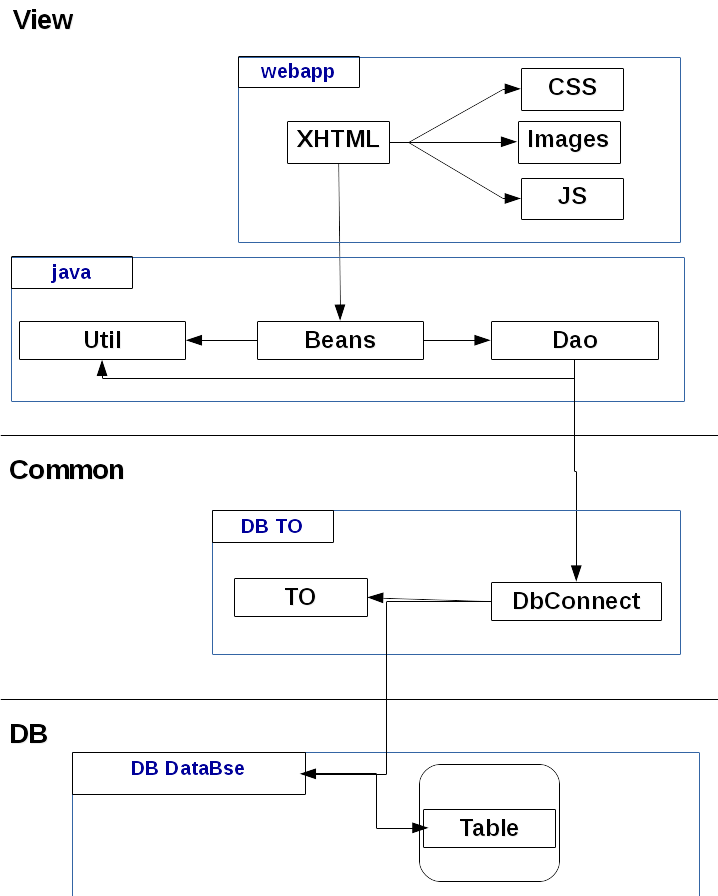 View
webapp
CSS
XHTML
Images
JS
java
Util
Beans
Dao
Common
DB TO
TO
DbConnect
DB
DB DataBse
Table